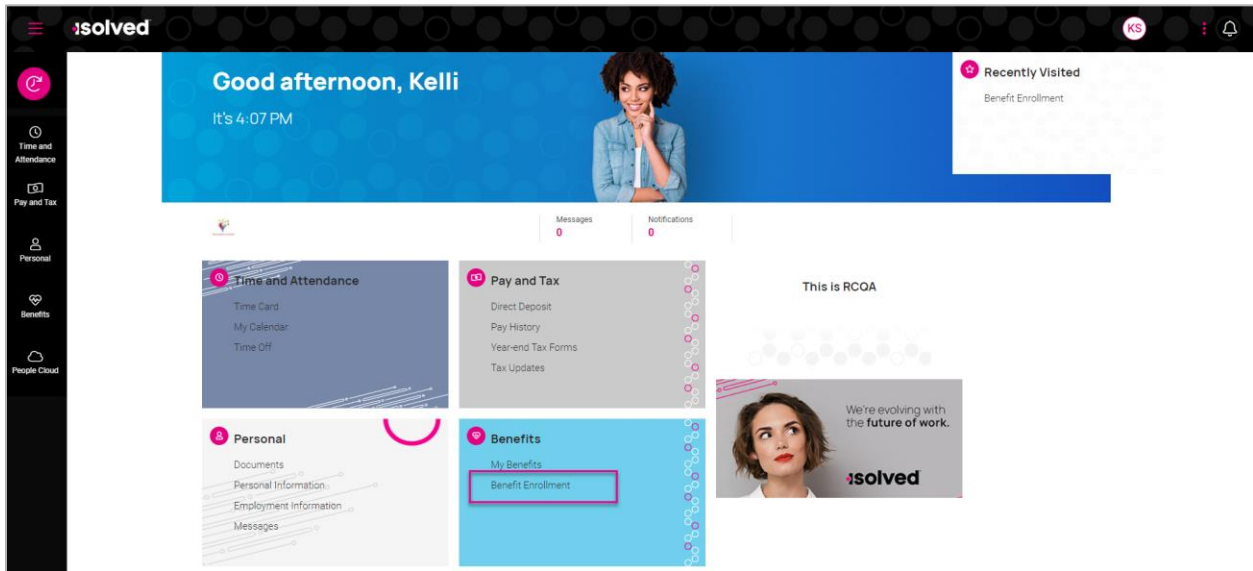 isolved
KS
Good afternoon, Kelli
It's 4:07 PM
Recently Visited
Benefit Enrollment
Time and
Attendance
Pay and Tax
Personal
Benefits
People Cloud
Messages
0
Notifications
0
Time and Attendance
Time Card
My Calendar
Time Off
Pay and Tax
Direct Deposit
Pay History
Year-end Tax Forms
Tax Updates
This is RCQA
Personal
Documents
Personal Information
Employment Information
Messages
Benefits
My Benefits
Benefit Enrollment
We're evolving with
the future of work.
isolved